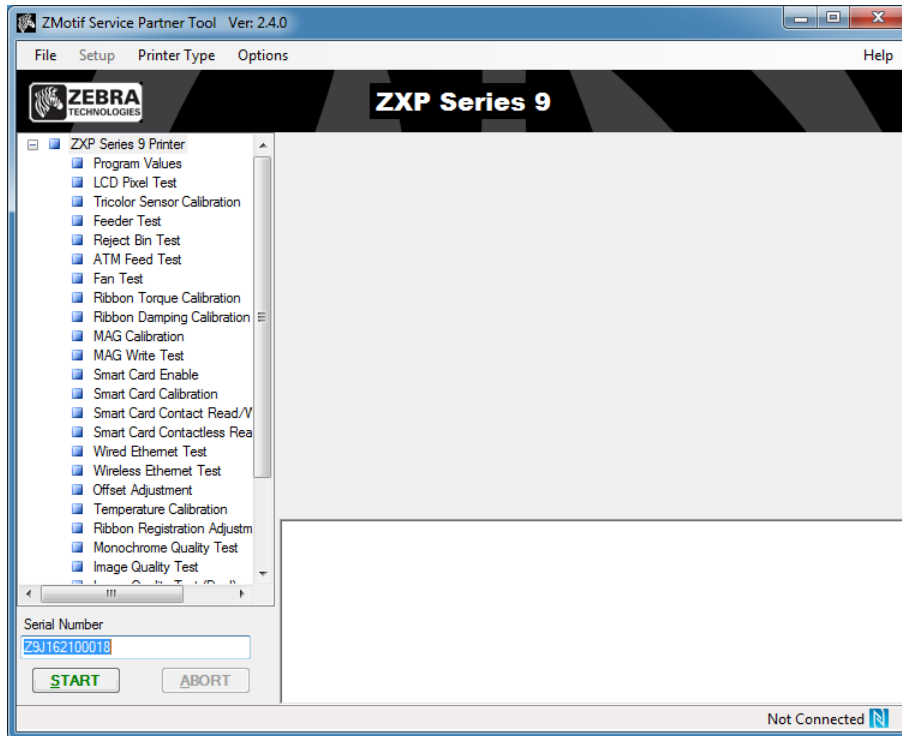 ZMotif Service Partner Tool Ver: 2.4.0
File Setup Printer Type Options Help
ZEBRA
TECHNOLOGIES
ZXP Series 9
ZXP Series 9 Printer
Program Values
LCD Pixel Test
Tricolor Sensor Calibration
Feeder Test
Reject Bin Test
ATM Feed Test
Fan Test
Ribbon Torque Calibration
Ribbon Damping Calibration
MAG Calibration
MAG Write Test
Smart Card Enable
Smart Card Calibration
Smart Card Contact Read/W
Smart Card Contactless Rea
Wired Ethernet Test
Wireless Ethernet Test
Offset Adjustment
Temperature Calibration
Ribbon Registration Adjustm
Monochrome Quality Test
Image Quality Test
Serial Number
Z9J162100018
START ABORT
Not Connected